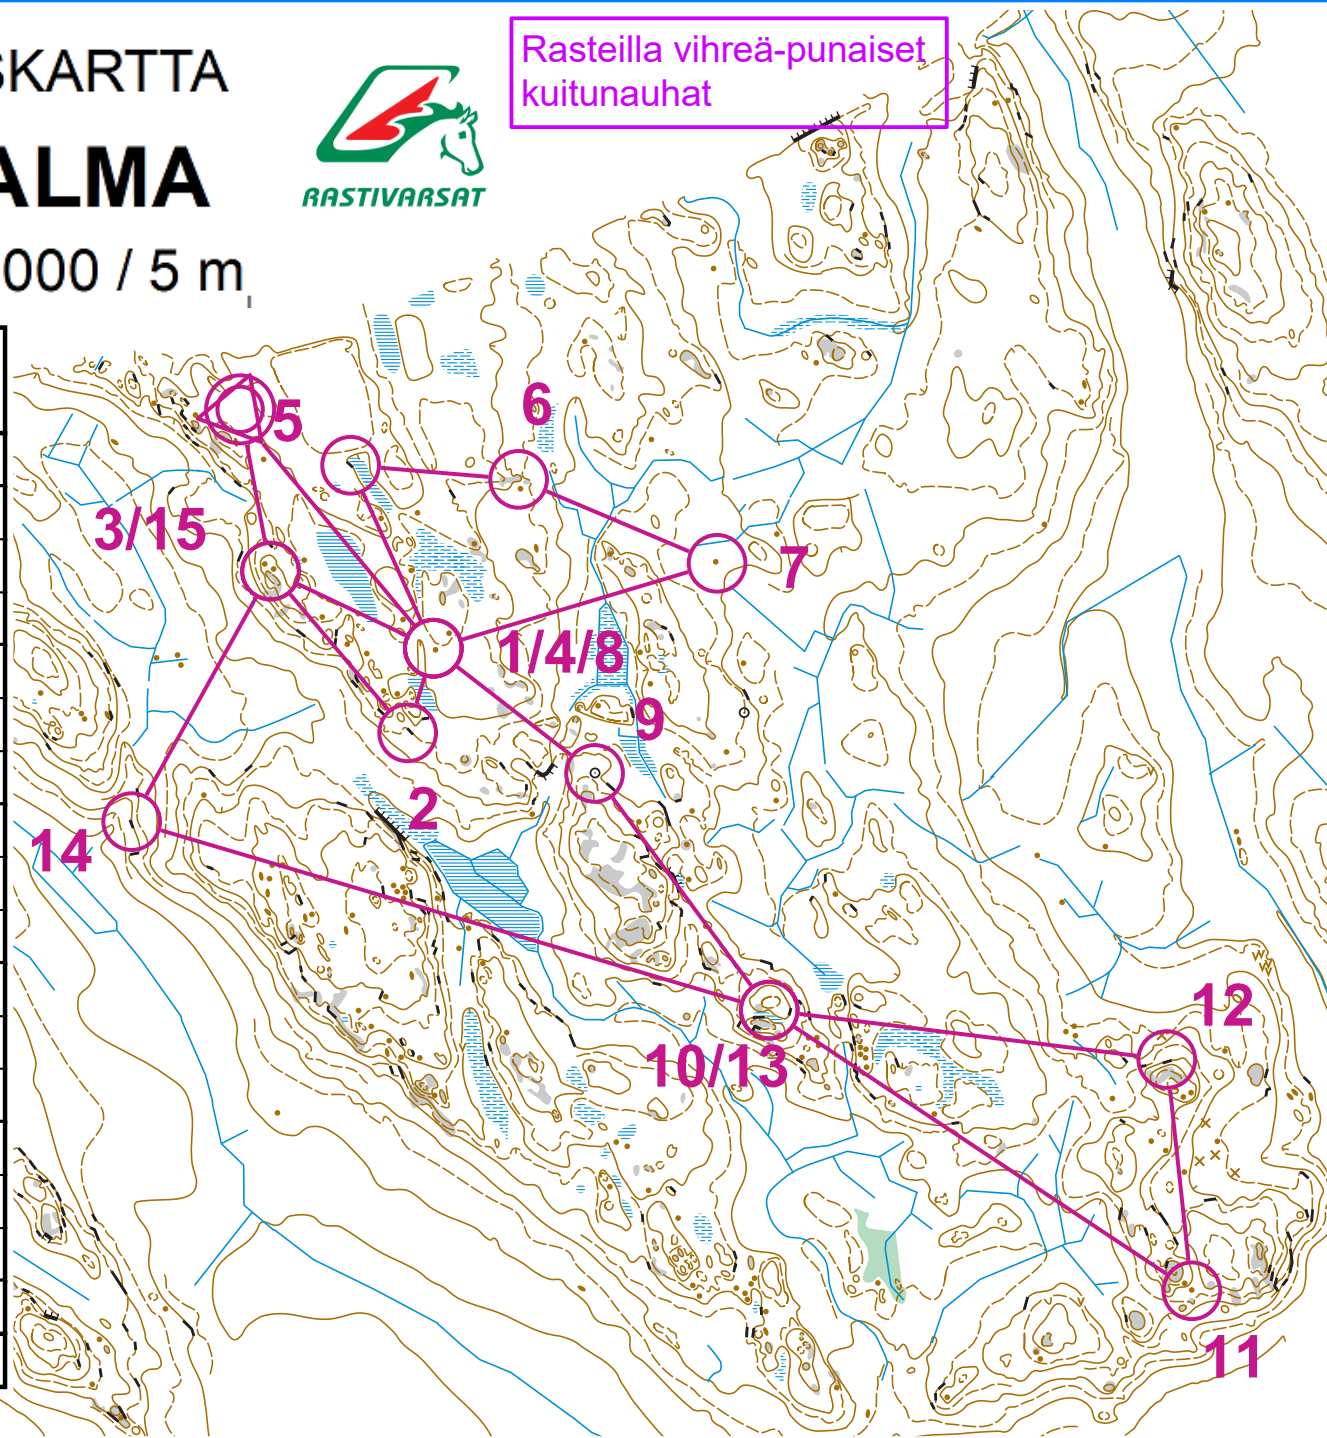 SKARTTA
ALMA
000 / 5 m
RASTIVARSAT
Rasteilla vihreä-punaiset
kuitunauhat
5
6
3/15
7
1/4/8
9
2
14
12
10/13
11